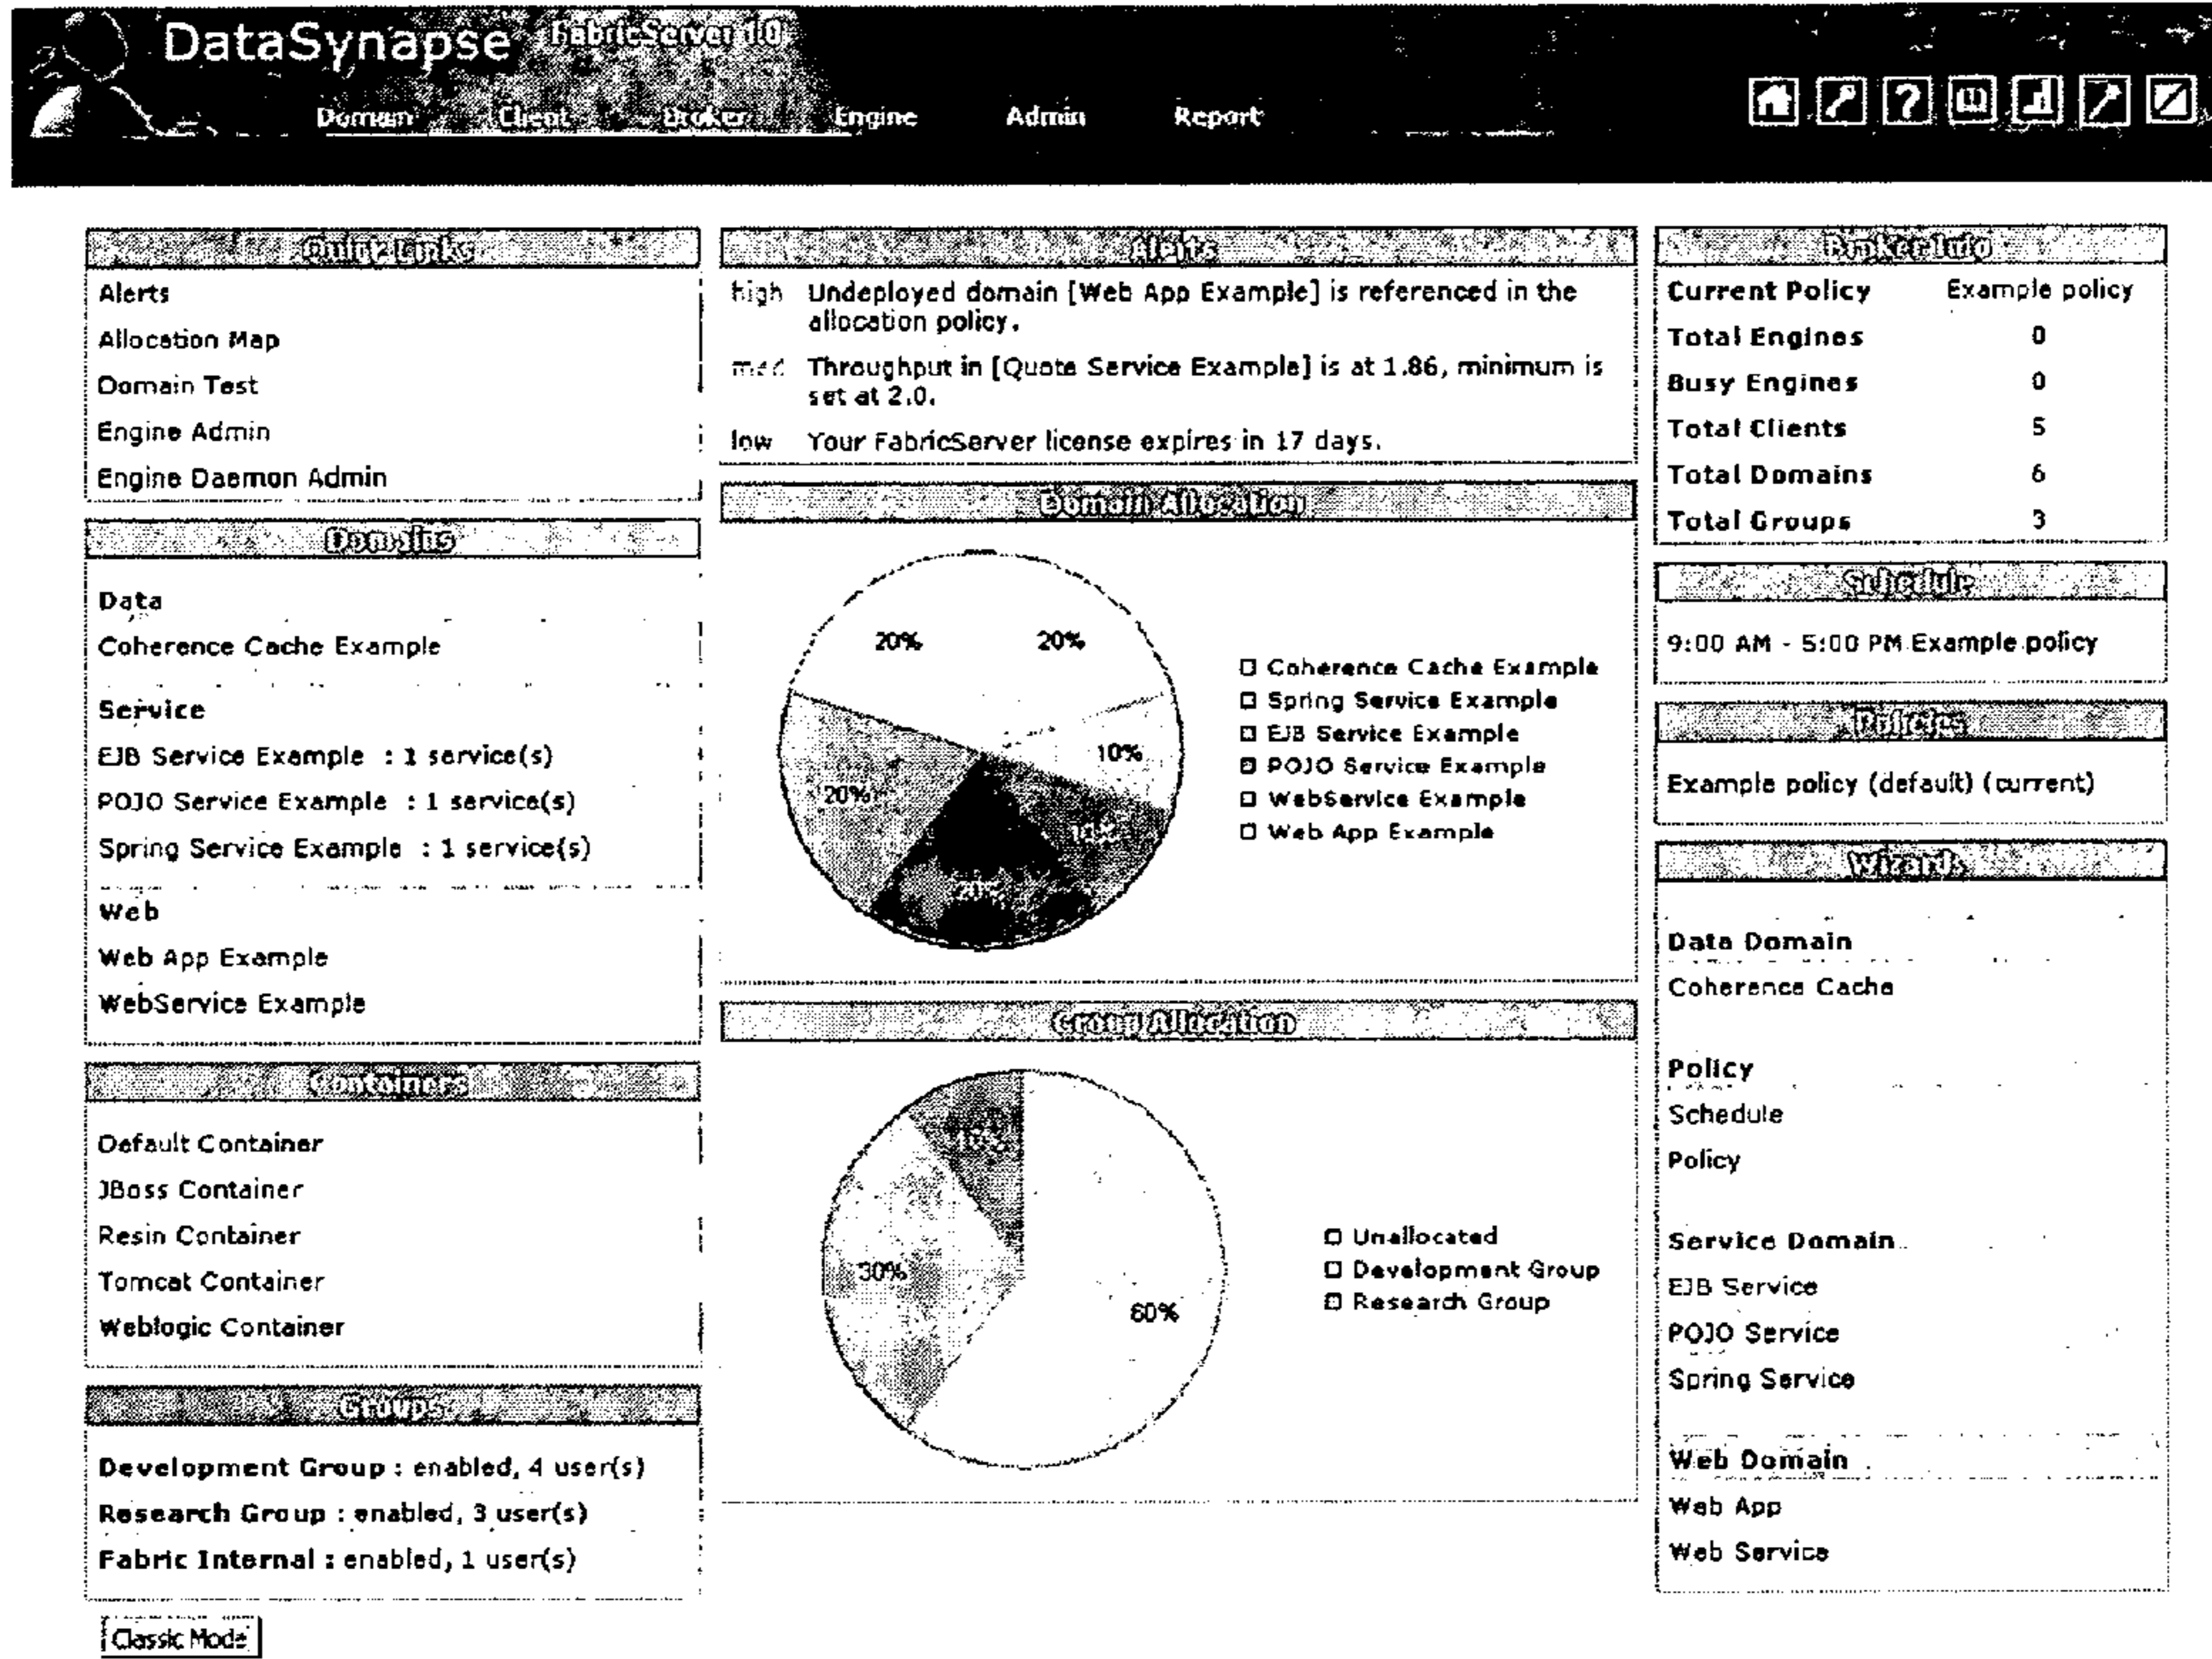 DataSynapse FabricServer 1.0
Domain Client Broker Engine Admin Report
Quick Links
Alerts
Allocation Map
Domain Test
Engine Admin
Engine Daemon Admin
Domains
Data
Coherence Cache Example
Service
EJB Service Example : 1 service(s)
POJO Service Example : 1 service(s)
Spring Service Example : 1 service(s)
Web
Web App Example
WebService Example
Containers
Default Container
JBoss Container
Resin Container
Tomcat Container
Weblogic Container
Groups
Development Group : enabled, 4 user(s)
Research Group : enabled, 3 user(s)
Fabric Internal : enabled, 1 user(s)
Classic Mode
Alerts
high Undeployed domain [Web App Example] is referenced in the
allocation policy.
med Throughput in [Quote Service Example] is at 1.86, minimum is
set at 2.0.
low Your FabricServer license expires in 17 days.
Domain Allocation
20% 20%
10%
20%
10%
20%
Coherence Cache Example
Spring Service Example
EJB Service Example
POJO Service Example
WebService Example
Web App Example
Group Allocation
10%
30%
60%
Unallocated
Development Group
Research Group
Broker Info
Current Policy Example policy
Total Engines 0
Busy Engines 0
Total Clients 5
Total Domains 6
Total Groups 3
Schedule
9:00 AM - 5:00 PM Example policy
Policies
Example policy (default) (current)
Wizards
Data Domain
Coherence Cache
Policy
Schedule
Policy
Service Domain
EJB Service
POJO Service
Spring Service
Web Domain
Web App
Web Service